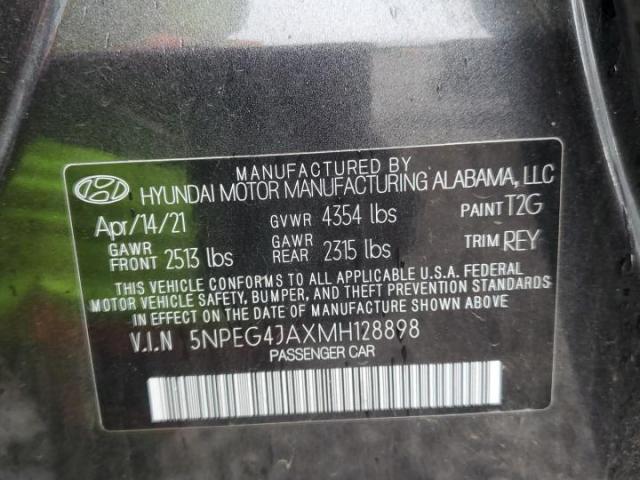 MANUFACTURED BY
HYUNDAI MOTOR MANUFACTURING ALABAMA, LLC
Apr/14/21 GVWR 4354 lbs PAINT T2G
GAWR FRONT 2513 lbs GAWR REAR 2315 lbs TRIM REY
THIS VEHICLE CONFORMS TO ALL APPLICABLE U.S.A. FEDERAL
MOTOR VEHICLE SAFETY, BUMPER, AND THEFT PREVENTION STANDARDS
IN EFFECT ON THE DATE OF MANUFACTURE SHOWN ABOVE
V.I.N 5NPEG4JAXMH128898
PASSENGER CAR